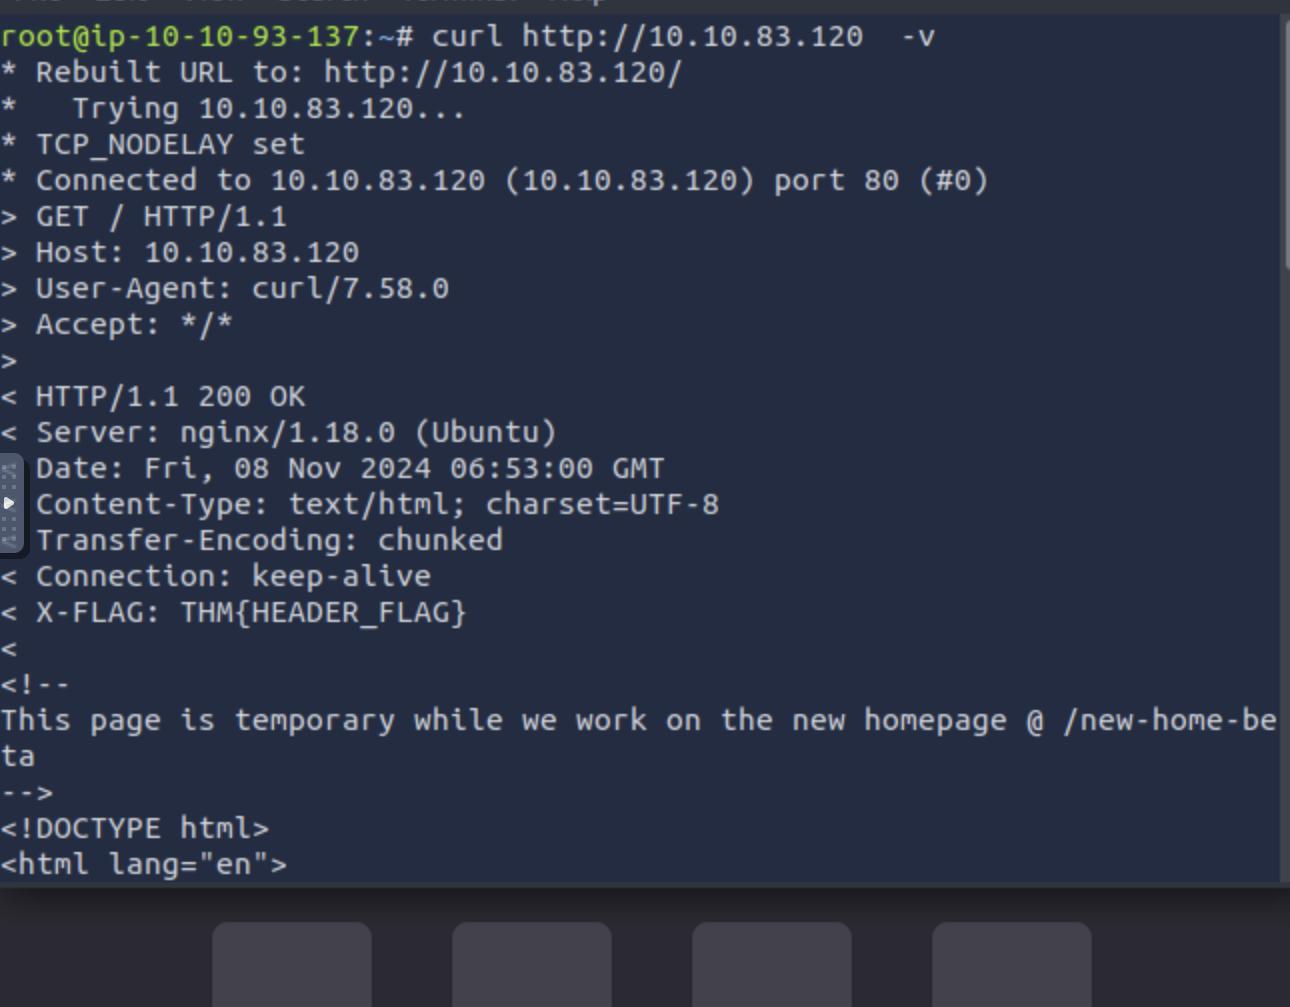 root@ip-10-10-93-137:~# curl http://10.10.83.120  -v
* Rebuilt URL to: http://10.10.83.120/
*   Trying 10.10.83.120...
* TCP_NODELAY set
* Connected to 10.10.83.120 (10.10.83.120) port 80 (#0)
> GET / HTTP/1.1
> Host: 10.10.83.120
> User-Agent: curl/7.58.0
> Accept: */*
>
< HTTP/1.1 200 OK
< Server: nginx/1.18.0 (Ubuntu)
Date: Fri, 08 Nov 2024 06:53:00 GMT
Content-Type: text/html; charset=UTF-8
Transfer-Encoding: chunked
< Connection: keep-alive
< X-FLAG: THM{HEADER_FLAG}
<
<!--
This page is temporary while we work on the new homepage @ /new-home-be
ta
-->
<!DOCTYPE html>
<html lang="en">